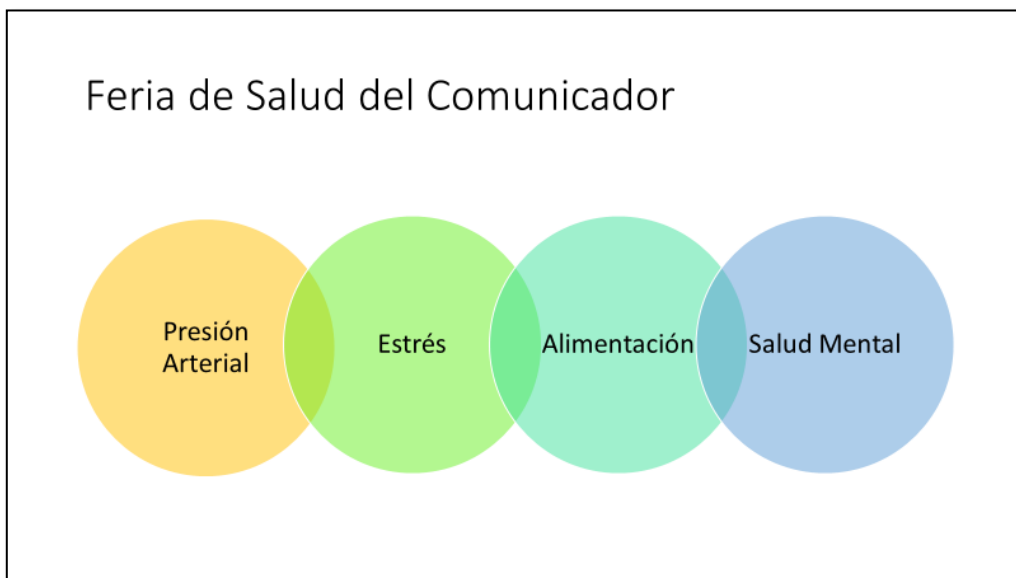 Feria de Salud del Comunicador
Presión
Arterial
Estrés
Alimentación
Salud Mental